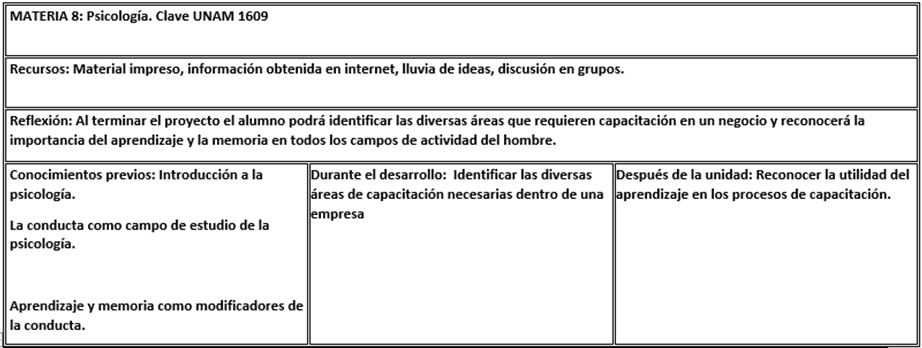 MATERIA 8: Psicología. Clave UNAM 1609
Recursos: Material impreso, información obtenida en internet, lluvia de ideas, discusión en grupos.
Reflexión: Al terminar el proyecto el alumno podrá identificar las diversas áreas que requieren capacitación en un negocio y reconocerá la
importancia del aprendizaje y la memoria en todos los campos de actividad del hombre.
Conocimientos previos: Introducción a la
psicología.
La conducta como campo de estudio de la
psicología.
Aprendizaje y memoria como modificadores de
la conducta.
Durante el desarrollo: Identificar las diversas
áreas de capacitación necesarias dentro de una
empresa
Después de la unidad: Reconocer la utilidad del
aprendizaje en los procesos de capacitación.